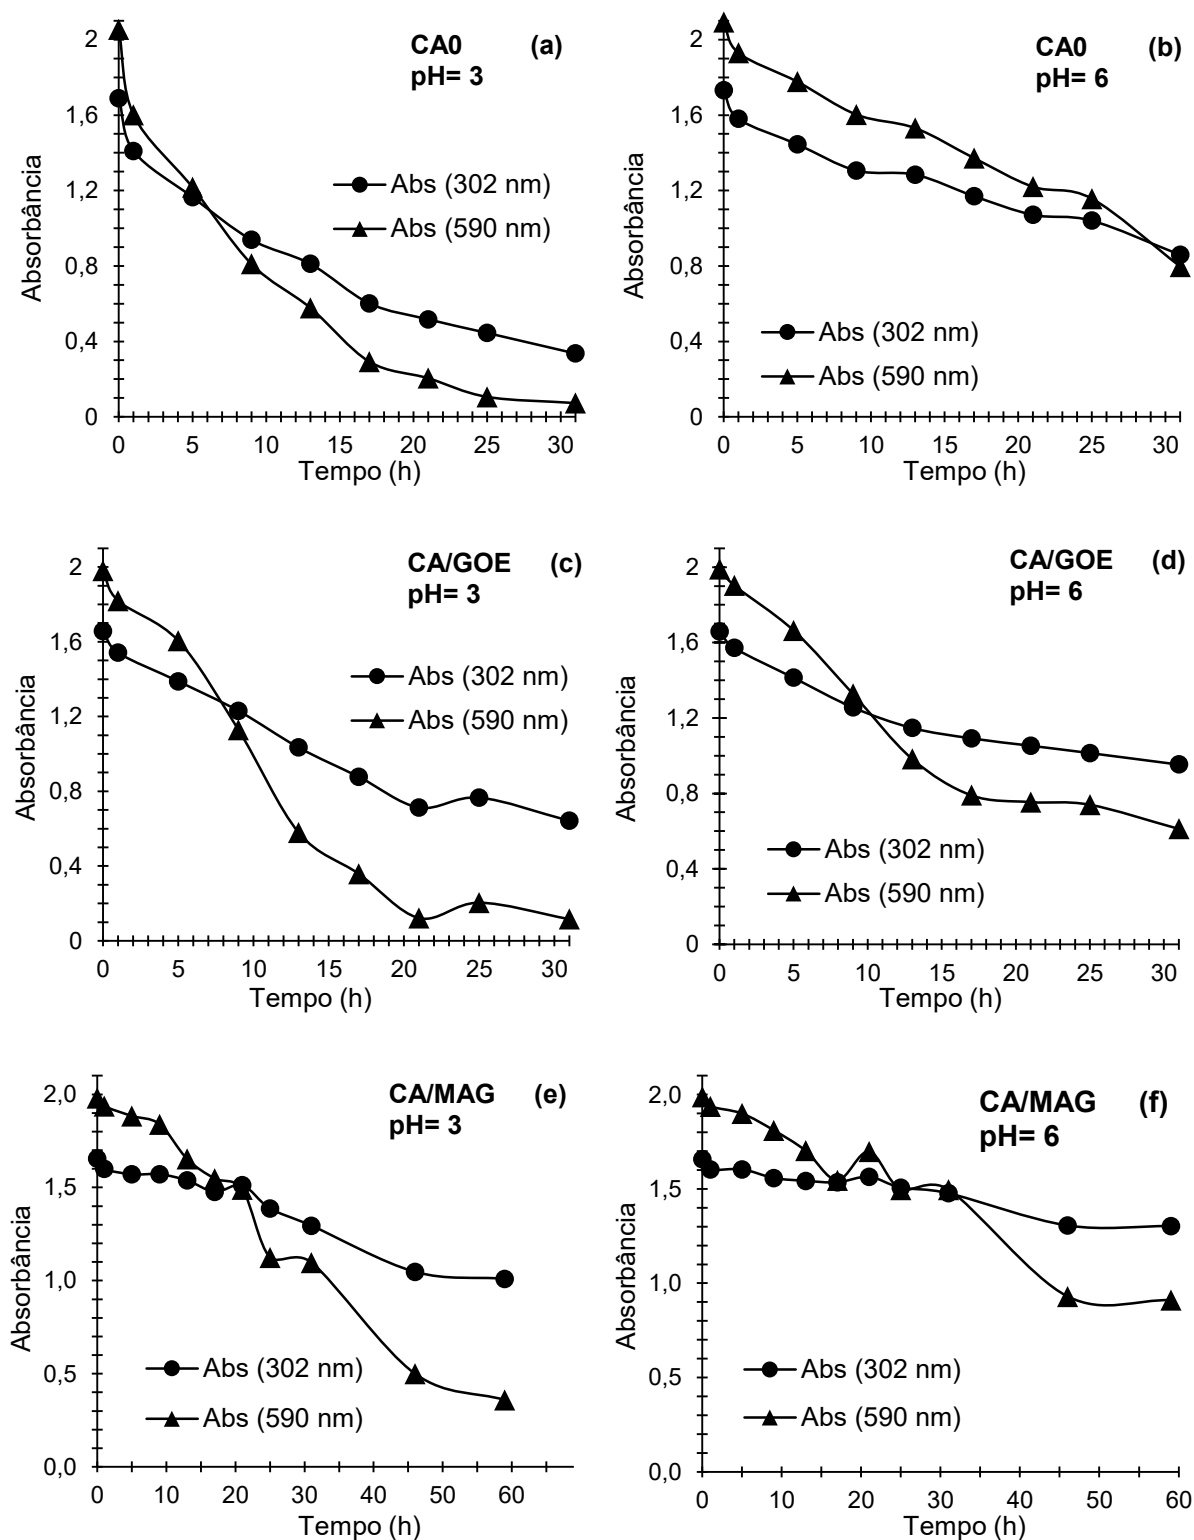 CA0 (a)
pH= 3
Absorbância
2
1,6
1,2
0,8
0,4
0
Abs (302 nm)
Abs (590 nm)
0 5 10 15 20 25 30
Tempo (h)
CA0 (b)
pH= 6
Absorbância
2
1,6
1,2
0,8
0,4
0
Abs (302 nm)
Abs (590 nm)
0 5 10 15 20 25 30
Tempo (h)
CA/GOE (c)
pH= 3
Absorbância
2
1,6
1,2
0,8
0,4
0
Abs (302 nm)
Abs (590 nm)
0 5 10 15 20 25 30
Tempo (h)
CA/GOE (d)
pH= 6
Absorbância
2
1,6
1,2
0,8
0,4
0
Abs (302 nm)
Abs (590 nm)
0 5 10 15 20 25 30
Tempo (h)
CA/MAG (e)
pH= 3
Absorbância
2,0
1,5
1,0
0,5
0,0
Abs (302 nm)
Abs (590 nm)
0 10 20 30 40 50 60
Tempo (h)
CA/MAG (f)
pH= 6
Absorbância
2,0
1,5
1,0
0,5
0,0
Abs (302 nm)
Abs (590 nm)
0 10 20 30 40 50 60
Tempo (h)